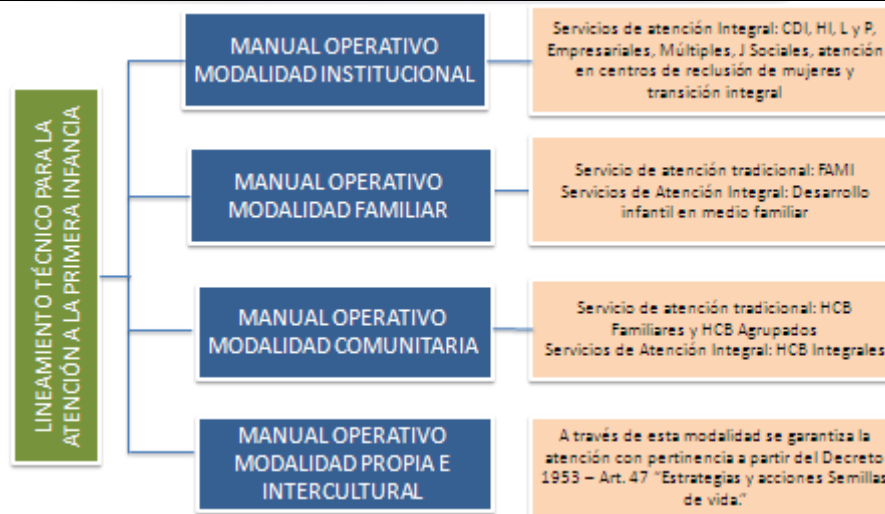 LINEAMIENTO TÉCNICO PARA LA
ATENCIÓN A LA PRIMERA INFANCIA
MANUAL OPERATIVO
MODALIDAD INSTITUCIONAL
Servicios de atención Integral: CDI, HI, L y P,
Empresariales, Múltiples, J Sociales, atención
en centros de reclusión de mujeres y
transición integral
MANUAL OPERATIVO
MODALIDAD FAMILIAR
Servicio de atención tradicional: FAMI
Servicios de Atención Integral: Desarrollo
infantil en medio familiar
MANUAL OPERATIVO
MODALIDAD COMUNITARIA
Servicio de atención tradicional: HCB
Familiares y HCB Agrupados
Servicios de Atención Integral: HCB Integrales
MANUAL OPERATIVO
MODALIDAD PROPIA E
INTERCULTURAL
A través de esta modalidad se garantiza la
atención con pertinencia a partir del Decreto
1953 – Art. 47 "Estrategias y acciones Semillas
de vida."